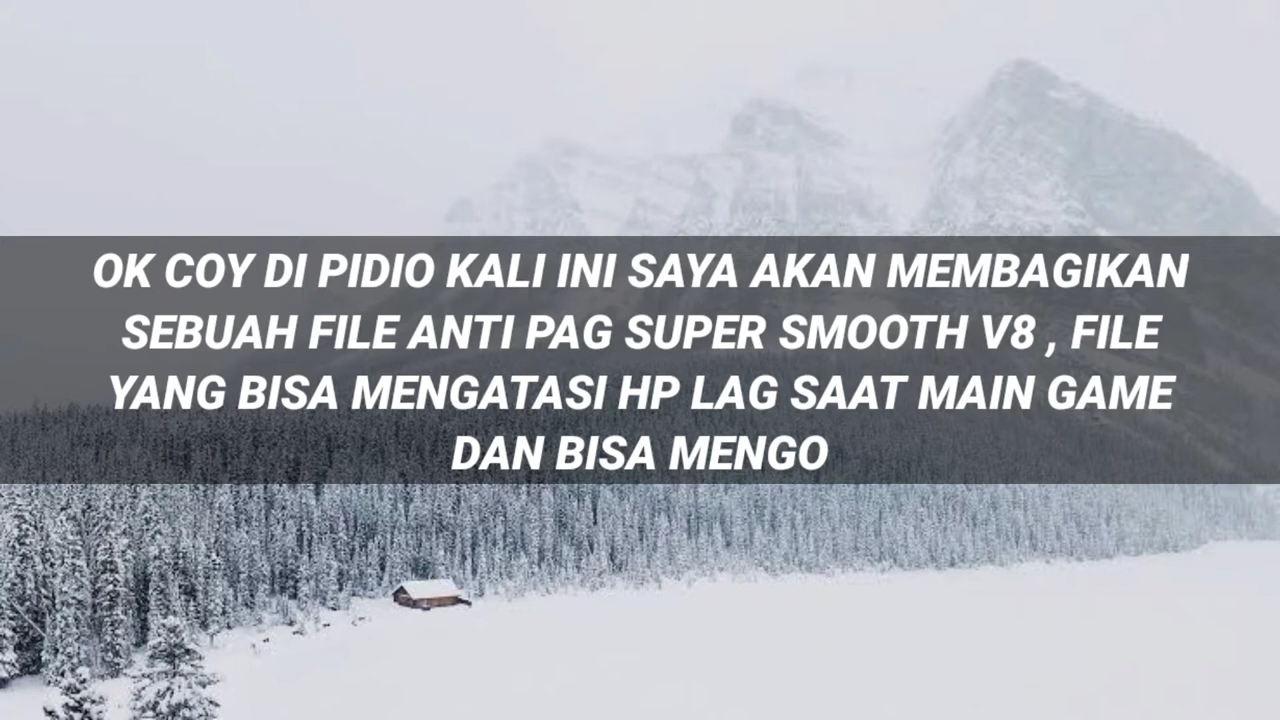 OK COY DI PIDIO KALI INI SAYA AKAN MEMBAGIKAN
SEBUAH FILE ANTI PAG SUPER SMOOTH V8 , FILE
YANG BISA MENGATASI HP LAG SAAT MAIN GAME
DAN BISA MENGO